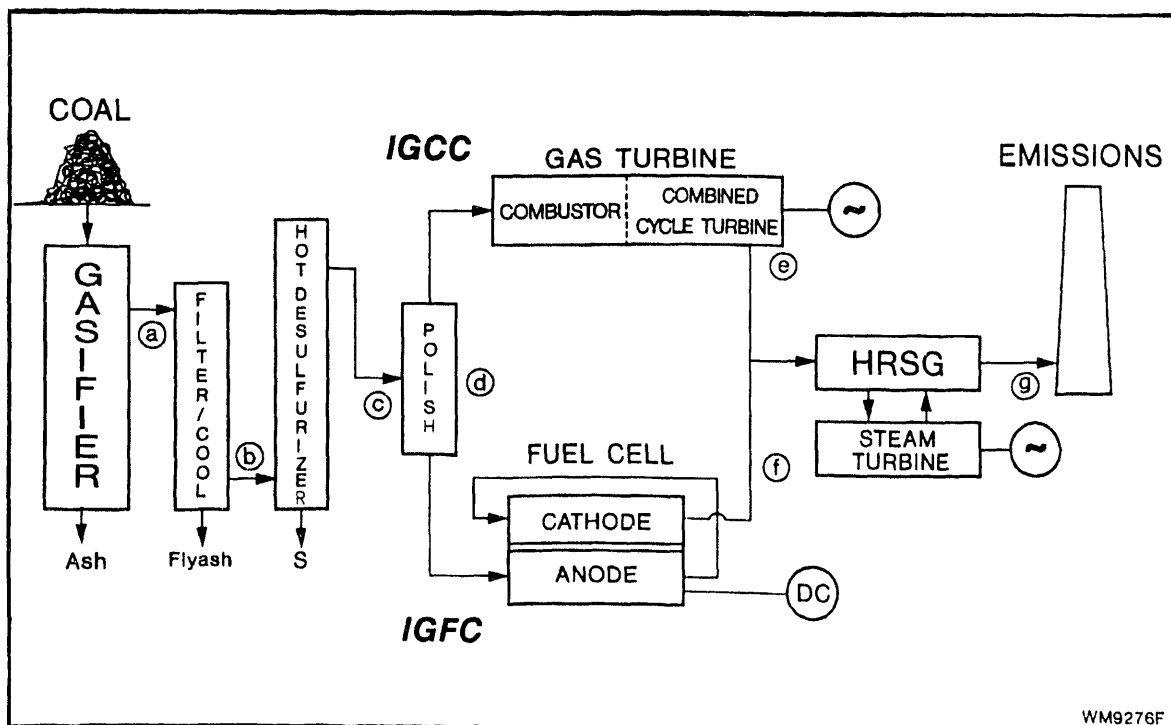 COAL
IGCC
GAS TURBINE
EMISSIONS
COMBUSTOR
COMBINED
CYCLE TURBINE
~
ⓔ
GASIFIER
ⓐ
FILTER/COOL
ⓑ
HOT DESULFURIZER
ⓒ
POLISH
ⓓ
HRSG
ⓖ
STEAM
TURBINE
~
FUEL CELL
ⓕ
CATHODE
ANODE
DC
Ash
Flyash
S
IGFC
WM9276F